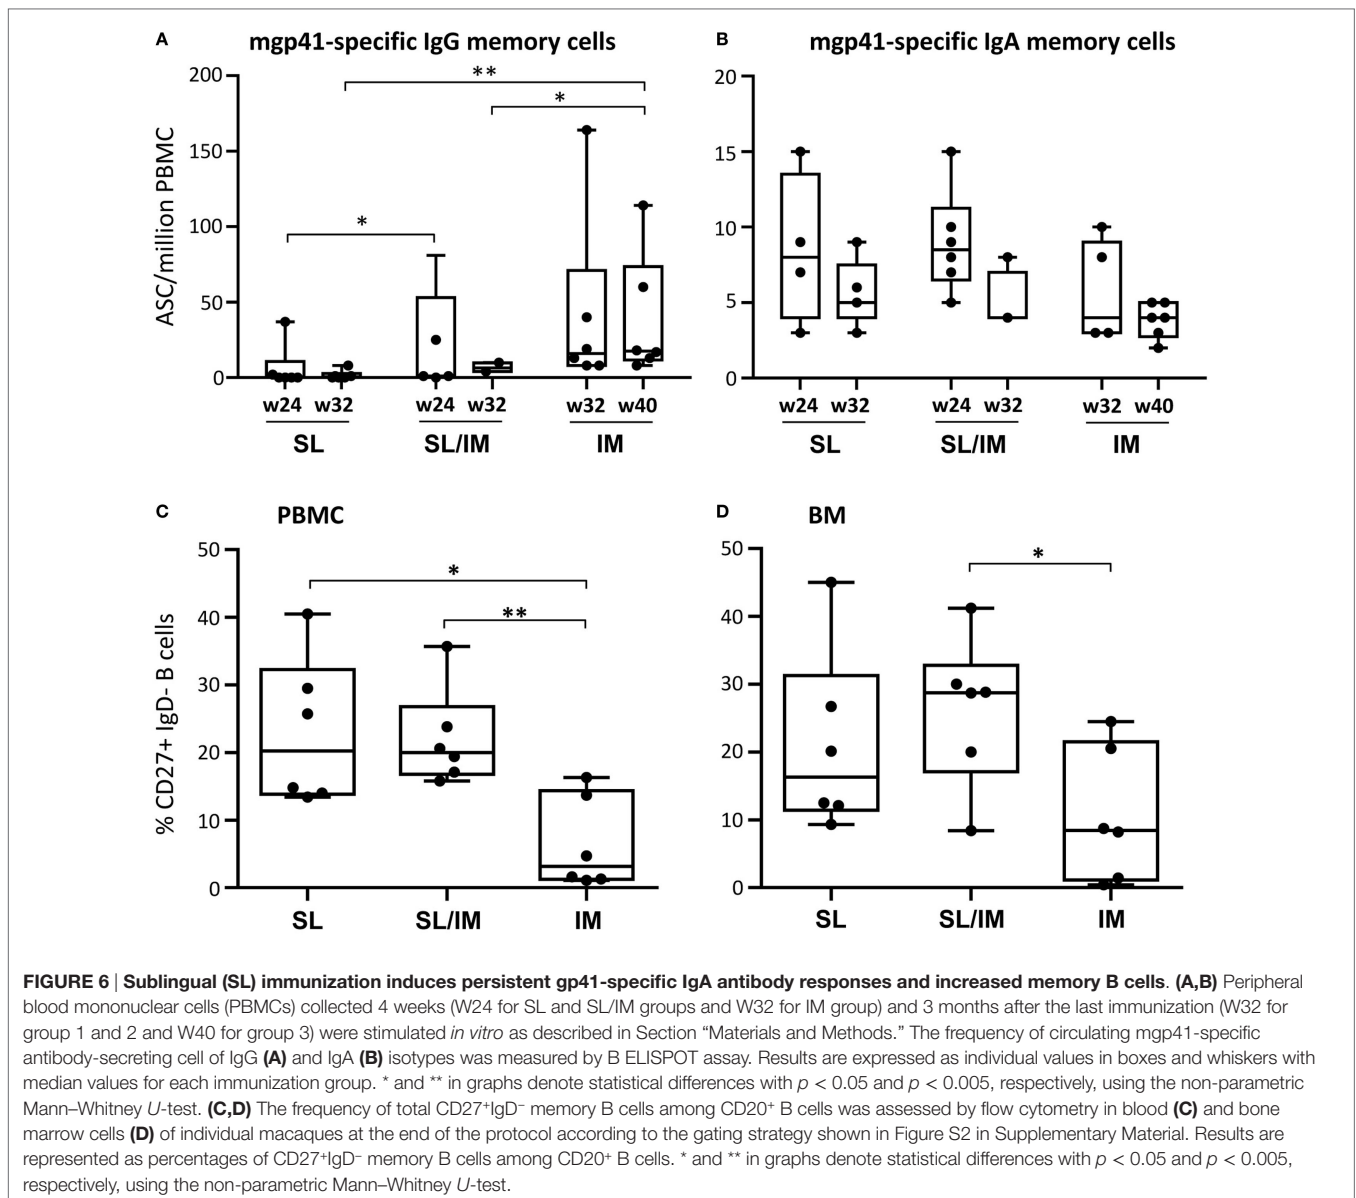 A
mgp41-specific IgG memory cells
ASC/million PBMC
200
150
100
50
0
**
*
*
w24 w32 w24 w32 w32 w40
SL SL/IM IM
B
mgp41-specific IgA memory cells
20
15
10
5
0
w24 w32 w24 w32 w32 w40
SL SL/IM IM
C
PBMC
% CD27+ IgD- B cells
50
40
30
20
10
0
*
**
SL SL/IM IM
D
BM
50
40
30
20
10
0
*
SL SL/IM IM
FIGURE 6 | Sublingual (SL) immunization induces persistent gp41-specific IgA antibody responses and increased memory B cells. (A,B) Peripheral
blood mononuclear cells (PBMCs) collected 4 weeks (W24 for SL and SL/IM groups and W32 for IM group) and 3 months after the last immunization (W32 for
group 1 and 2 and W40 for group 3) were stimulated in vitro as described in Section “Materials and Methods.” The frequency of circulating mgp41-specific
antibody-secreting cell of IgG (A) and IgA (B) isotypes was measured by B ELISPOT assay. Results are expressed as individual values in boxes and whiskers with
median values for each immunization group. * and ** in graphs denote statistical differences with p < 0.05 and p < 0.005, respectively, using the non-parametric
Mann–Whitney U-test. (C,D) The frequency of total CD27⁺IgD⁻ memory B cells among CD20⁺ B cells was assessed by flow cytometry in blood (C) and bone
marrow cells (D) of individual macaques at the end of the protocol according to the gating strategy shown in Figure S2 in Supplementary Material. Results are
represented as percentages of CD27⁺IgD⁻ memory B cells among CD20⁺ B cells. * and ** in graphs denote statistical differences with p < 0.05 and p < 0.005,
respectively, using the non-parametric Mann–Whitney U-test.